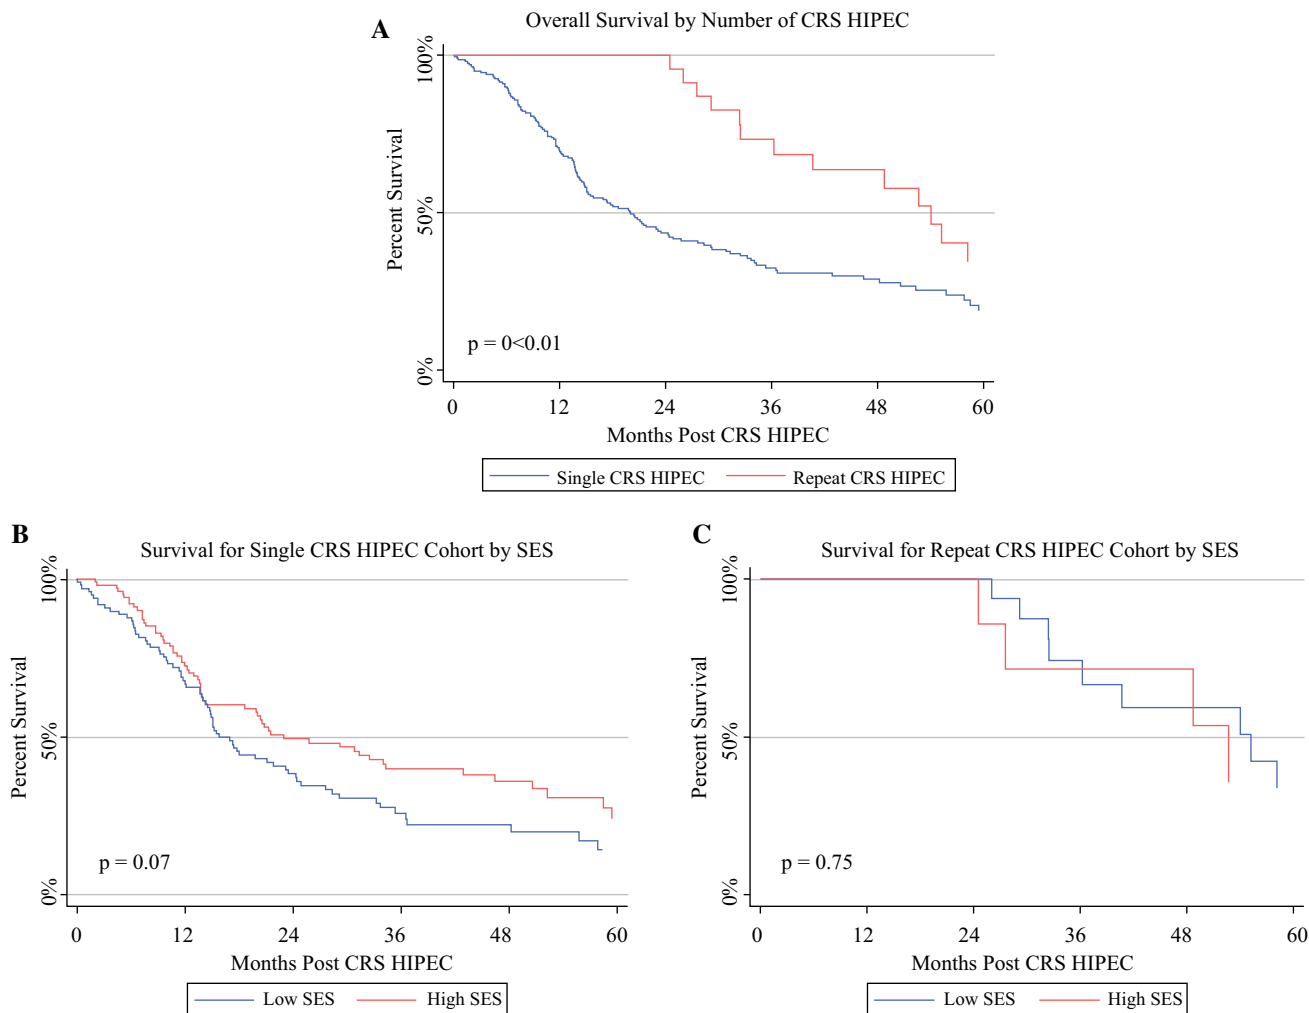 A
Overall Survival by Number of CRS HIPEC
Percent Survival
100%
50%
0%
p = 0<0.01
0 12 24 36 48 60
Months Post CRS HIPEC
Single CRS HIPEC Repeat CRS HIPEC
B
Survival for Single CRS HIPEC Cohort by SES
Percent Survival
100%
50%
0%
p = 0.07
0 12 24 36 48 60
Months Post CRS HIPEC
Low SES High SES
C
Survival for Repeat CRS HIPEC Cohort by SES
Percent Survival
100%
50%
0%
p = 0.75
0 12 24 36 48 60
Months Post CRS HIPEC
Low SES High SES